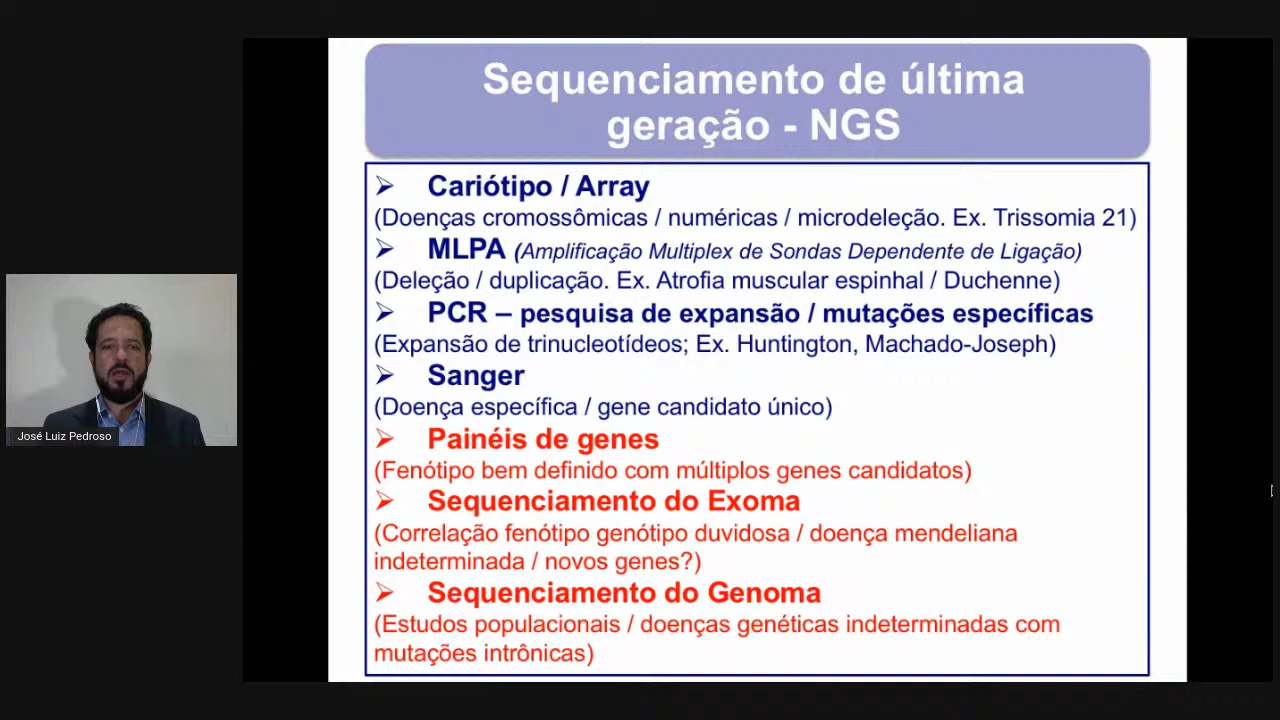 Sequenciamento de última
geração - NGS
➢ Cariótipo / Array
(Doenças cromossômicas / numéricas / microdeleção. Ex. Trissomia 21)
➢ MLPA (Amplificação Multiplex de Sondas Dependente de Ligação)
(Deleção / duplicação. Ex. Atrofia muscular espinhal / Duchenne)
➢ PCR – pesquisa de expansão / mutações específicas
(Expansão de trinucleotídeos; Ex. Huntington, Machado-Joseph)
➢ Sanger
(Doença específica / gene candidato único)
➢ Painéis de genes
(Fenótipo bem definido com múltiplos genes candidatos)
➢ Sequenciamento do Exoma
(Correlação fenótipo genótipo duvidosa / doença mendeliana
indeterminada / novos genes?)
➢ Sequenciamento do Genoma
(Estudos populacionais / doenças genéticas indeterminadas com
mutações intrônicas)
José Luiz Pedroso